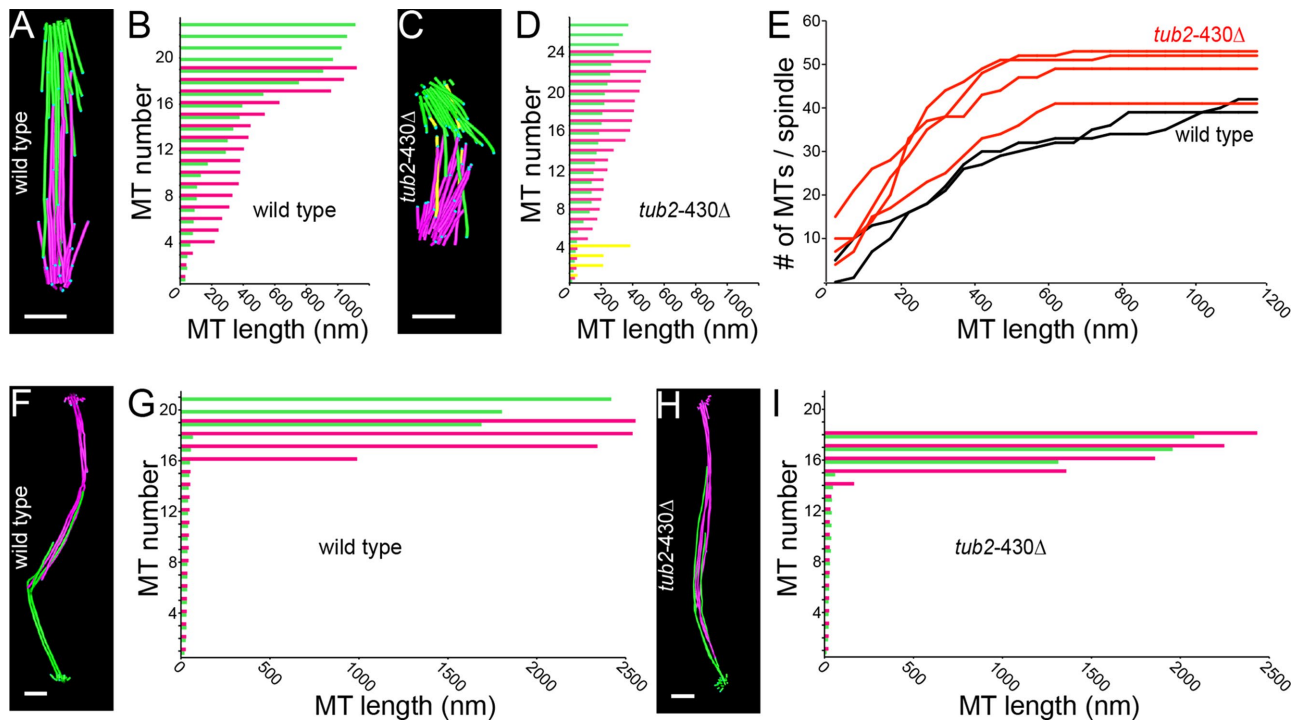 A
wild type
B
MT number
20
16
12
8
4
wild type
0
200
400
600
800
1000
MT length (nm)
C
tub2-430Δ
D
MT number
24
20
16
12
8
4
tub2-430Δ
0
200
400
600
800
1000
MT length (nm)
E
# of MTs / spindle
60
50
40
30
20
10
tub2-430Δ
wild type
0
200
400
600
800
1000
1200
MT length (nm)
F
wild type
G
MT number
20
16
12
8
4
wild type
0
500
1000
1500
2000
2500
MT length (nm)
H
tub2-430Δ
I
MT number
20
16
12
8
4
tub2-430Δ
0
500
1000
1500
2000
2500
MT length (nm)